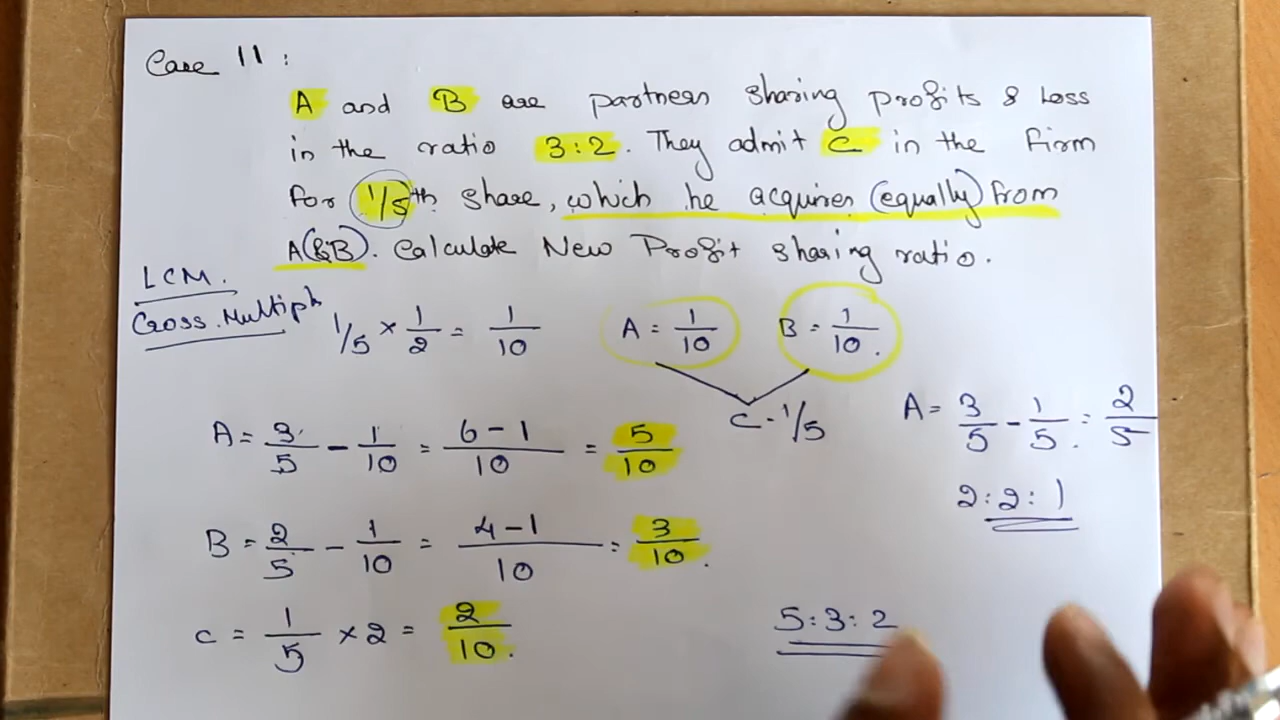 Case 11 :
A and B are partners sharing profits & Loss
in the ratio 3:2. They admit C in the firm
for 1/5th share, which he acquires (equally) from
A(&B). Calculate New Profit sharing ratio.
LCM.
Cross Multiply
1/5 × 1/2 = 1/10
A = 1/10 B = 1/10.
C - 1/5
A = 3/5 - 1/5 = 2/5
2:2:1
A = 3/5 - 1/10 = 6-1/10 = 5/10
B = 2/5 - 1/10 = 4-1/10 = 3/10.
C = 1/5 × 2 = 2/10.
5:3:2